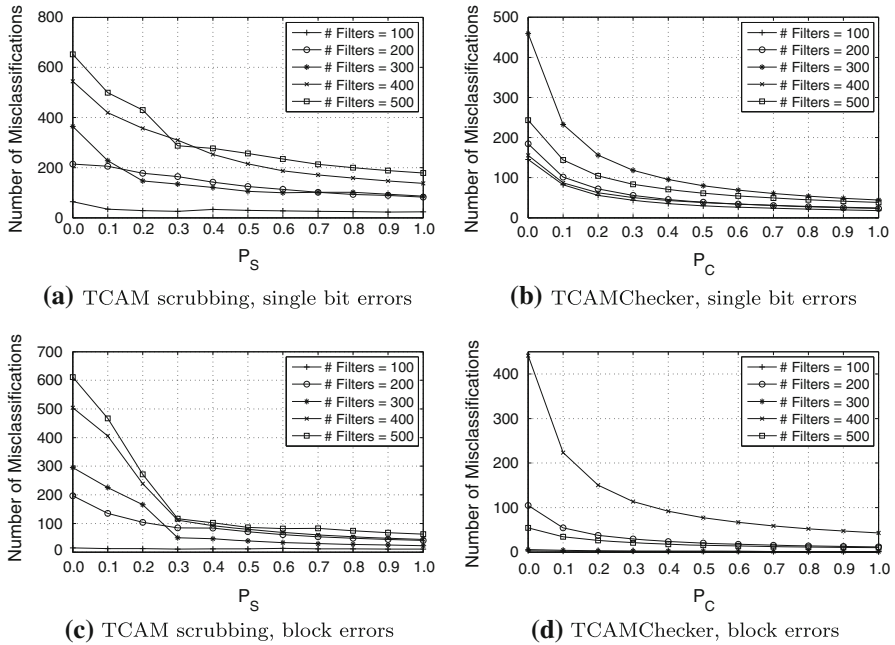 Number of Misclassifications
800
600
400
200
0
# Filters = 100
# Filters = 200
# Filters = 300
# Filters = 400
# Filters = 500
0.0 0.1 0.2 0.3 0.4 0.5 0.6 0.7 0.8 0.9 1.0
P_S
(a) TCAM scrubbing, single bit errors
Number of Misclassifications
500
400
300
200
100
0
# Filters = 100
# Filters = 200
# Filters = 300
# Filters = 400
# Filters = 500
0.0 0.1 0.2 0.3 0.4 0.5 0.6 0.7 0.8 0.9 1.0
P_C
(b) TCAMChecker, single bit errors
Number of Misclassifications
700
600
500
400
300
200
100
0
# Filters = 100
# Filters = 200
# Filters = 300
# Filters = 400
# Filters = 500
0.0 0.1 0.2 0.3 0.4 0.5 0.6 0.7 0.8 0.9 1.0
P_S
(c) TCAM scrubbing, block errors
Number of Misclassifications
400
300
200
100
0
# Filters = 100
# Filters = 200
# Filters = 300
# Filters = 400
# Filters = 500
0.0 0.1 0.2 0.3 0.4 0.5 0.6 0.7 0.8 0.9 1.0
P_C
(d) TCAMChecker, block errors